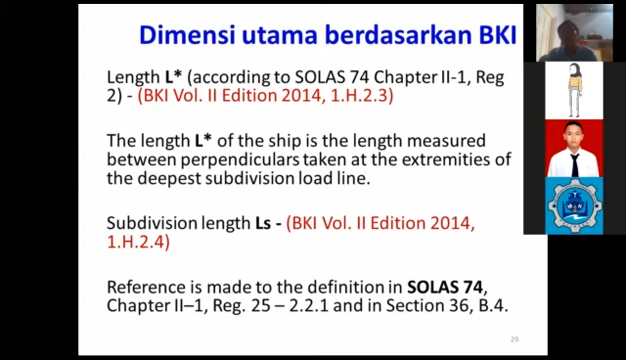 Dimensi utama berdasarkan BKI
Length L* (according to SOLAS 74 Chapter II-1, Reg
2) - (BKI Vol. II Edition 2014, 1.H.2.3)
The length L* of the ship is the length measured
between perpendiculars taken at the extremities of
the deepest subdivision load line.
Subdivision length Ls - (BKI Vol. II Edition 2014,
1.H.2.4)
Reference is made to the definition in SOLAS 74,
Chapter II–1, Reg. 25 – 2.2.1 and in Section 36, B.4.
29